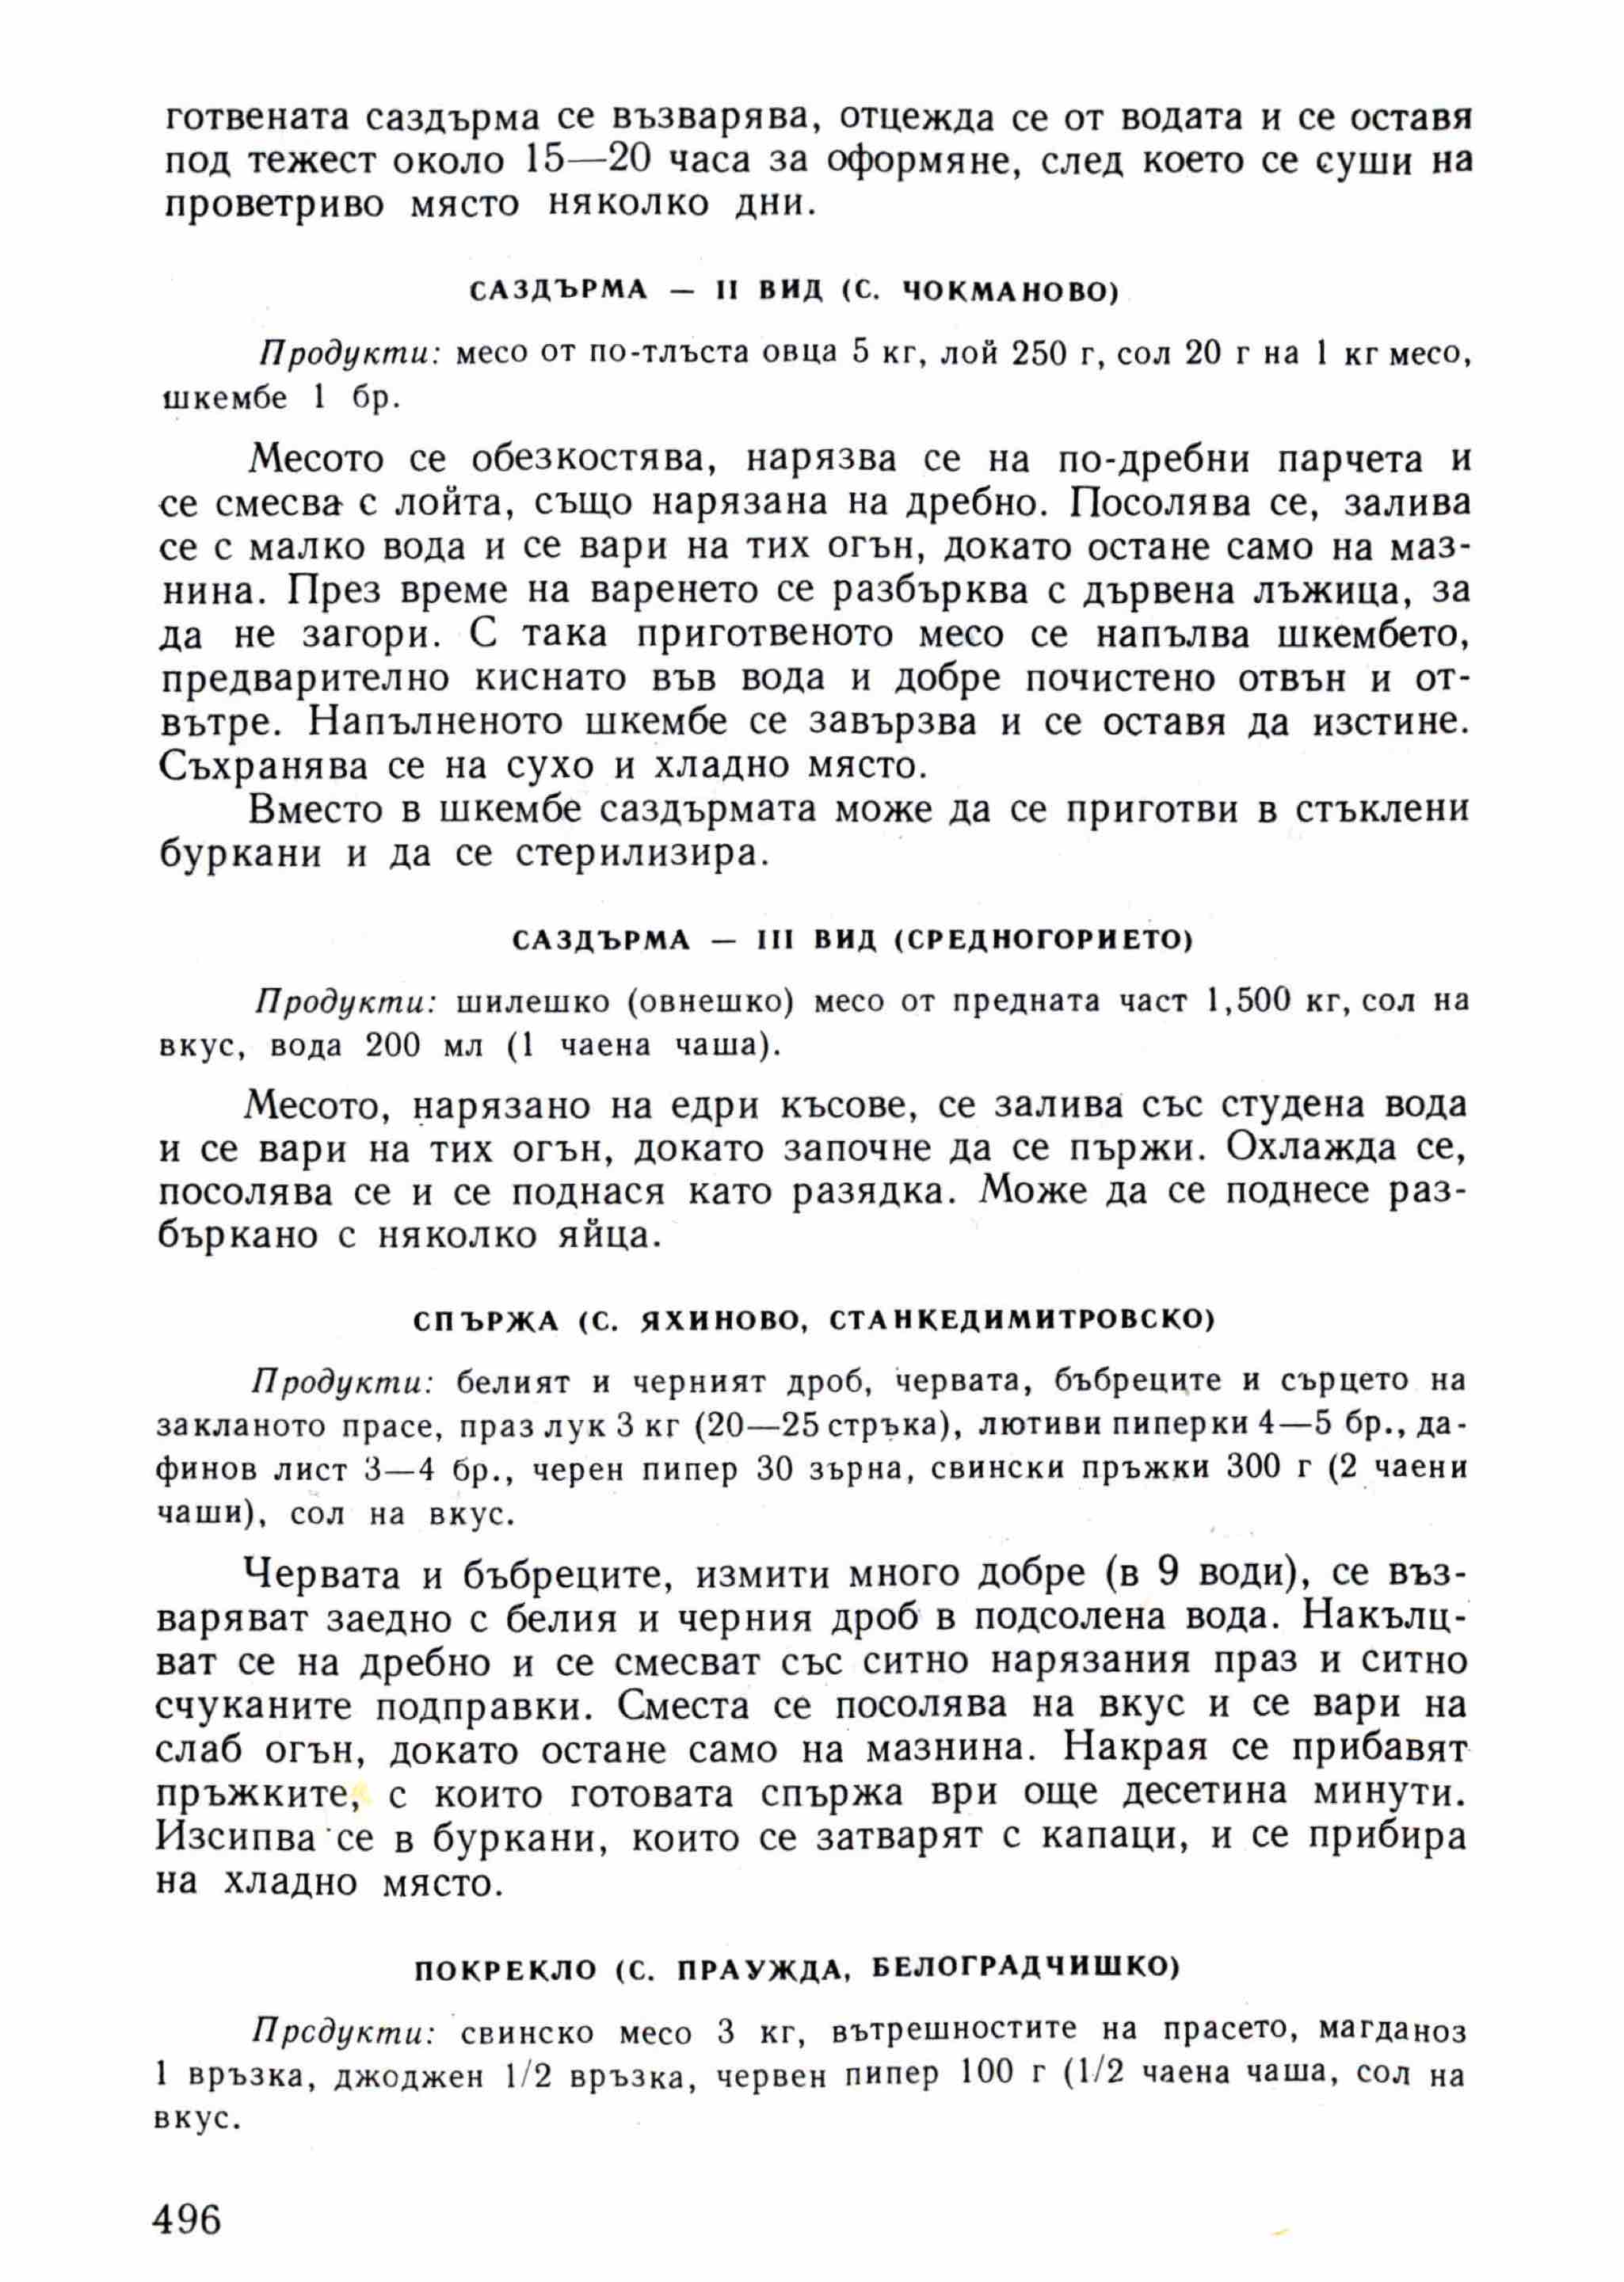 готвената саздърма се възварява, отцежда се от водата и се оставя
под тежест около 15—20 часа за оформяне, след което се суши на
проветриво място няколко дни.
САЗДЪРМА — II ВИД (С. ЧОКМАНОВО)
Продукти: месо от по-тлъста овца 5 кг, лой 250 г, сол 20 г на 1 кг месо,
шкембе 1 бр.
Месото се обезкостява, нарязва се на по-дребни парчета и
се смесва с лойта, също нарязана на дребно. Посолява се, залива
се с малко вода и се вари на тих огън, докато остане само на маз-
нина. През време на варенето се разбърква с дървена лъжица, за
да не загори. С така приготвеното месо се напълва шкембето,
предварително киснато във вода и добре почистено отвън и от-
вътре. Напълненото шкембе се завързва и се оставя да изстине.
Съхранява се на сухо и хладно място.
Вместо в шкембе саздърмата може да се приготви в стъклени
буркани и да се стерилизира.
САЗДЪРМА — III ВИД (СРЕДНОГОРИЕТО)
Продукти: шилешко (овнешко) месо от предната част 1,500 кг, сол на
вкус, вода 200 мл (1 чаена чаша).
Месото, нарязано на едри късове, се залива със студена вода
и се вари на тих огън, докато започне да се пържи. Охлажда се,
посолява се и се поднася като разядка. Може да се поднесе раз-
бъркано с няколко яйца.
СПЪРЖА (С. ЯХИНОВО, СТАНКЕДИМИТРОВСКО)
Продукти: белият и черният дроб, червата, бъбреците и сърцето на
закланото прасе, праз лук 3 кг (20—25 стръка), лютиви пиперки 4—5 бр., да-
финов лист 3—4 бр., черен пипер 30 зърна, свински пръжки 300 г (2 чаени
чаши), сол на вкус.
Червата и бъбреците, измити много добре (в 9 води), се въз-
варяват заедно с белия и черния дроб в подсолена вода. Накълц-
ват се на дребно и се смесват със ситно нарязания праз и ситно
счуканите подправки. Сместа се посолява на вкус и се вари на
слаб огън, докато остане само на мазнина. Накрая се прибавят
пръжките, с които готовата спържа ври още десетина минути.
Изсипва се в буркани, които се затварят с капаци, и се прибира
на хладно място.
ПОКРЕКЛО (С. ПРАУЖДА, БЕЛОГРАДЧИШКО)
Прсдукти: свинско месо 3 кг, вътрешностите на прасето, магданоз
1 връзка, джоджен 1/2 връзка, червен пипер 100 г (1/2 чаена чаша, сол на
вкус.
496